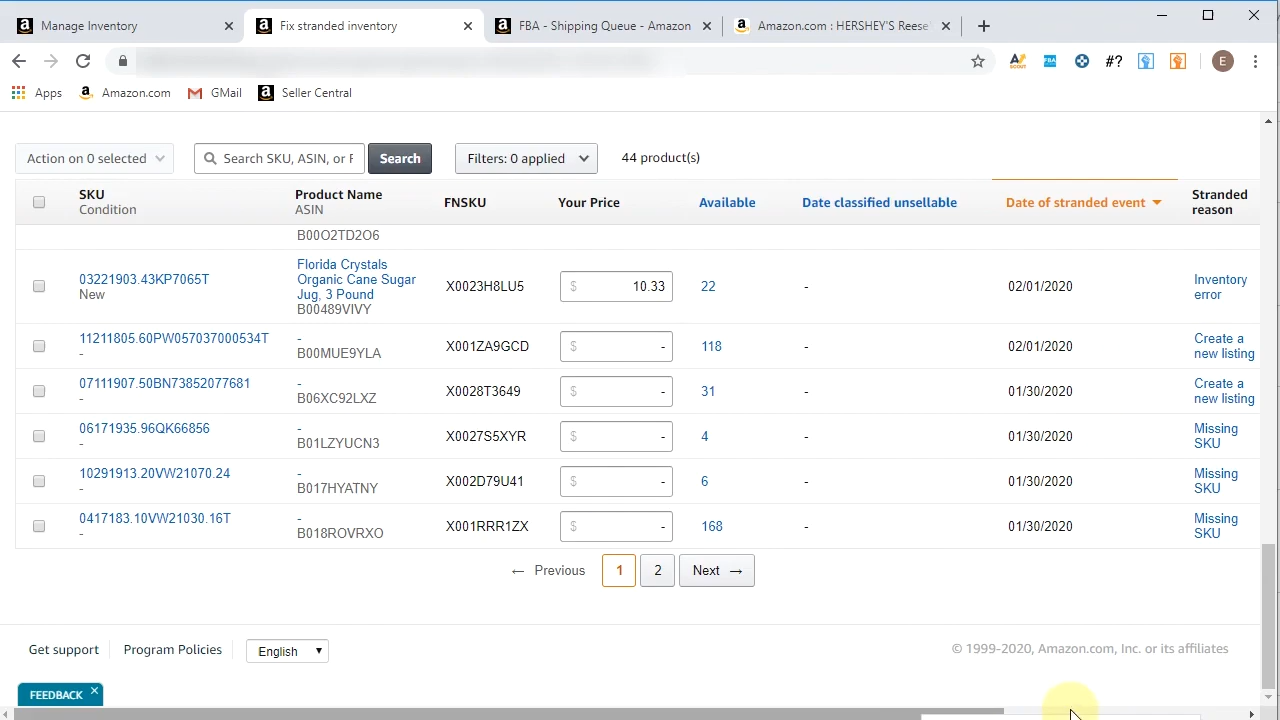 Manage Inventory
Fix stranded inventory
FBA - Shipping Queue - Amazon
Amazon.com : HERSHEY'S Reese'
#?
E
Apps
Amazon.com
GMail
Seller Central
Action on 0 selected
Search SKU, ASIN, or F
Search
Filters: 0 applied
44 product(s)
SKU
Condition
Product Name
ASIN
FNSKU
Your Price
Available
Date classified unsellable
Date of stranded event
Stranded
reason
B00O2TD2O6
03221903.43KP7065T
New
Florida Crystals
Organic Cane Sugar
Jug, 3 Pound
B00489VIVY
X0023H8LU5
$ 10.33
22
-
02/01/2020
Inventory
error
11211805.60PW057037000534T
-
-
B00MUE9YLA
X001ZA9GCD
$ -
118
-
02/01/2020
Create a
new listing
07111907.50BN73852077681
-
-
B06XC92LXZ
X0028T3649
$ -
31
-
01/30/2020
Create a
new listing
06171935.96QK66856
-
-
B01LZYUCN3
X0027S5XYR
$ -
4
-
01/30/2020
Missing
SKU
10291913.20VW21070.24
-
-
B017HYATNY
X002D79U41
$ -
6
-
01/30/2020
Missing
SKU
0417183.10VW21030.16T
-
-
B018ROVRXO
X001RRR1ZX
$ -
168
-
01/30/2020
Missing
SKU
← Previous
1
2
Next →
Get support
Program Policies
English
© 1999-2020, Amazon.com, Inc. or its affiliates
FEEDBACK